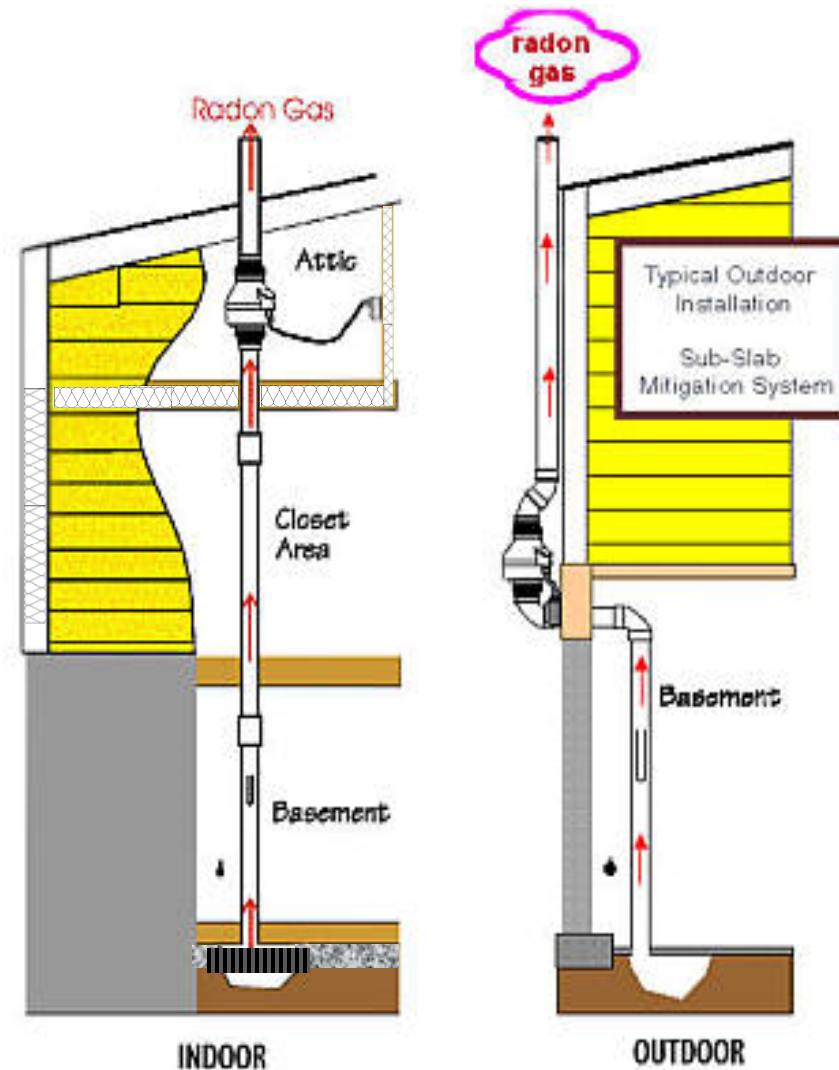 Radon Gas
Attic
Closet
Area
Basement
INDOOR
radon
gas
Typical Outdoor
Installation
Sub-Slab
Mitigation System
Basement
OUTDOOR